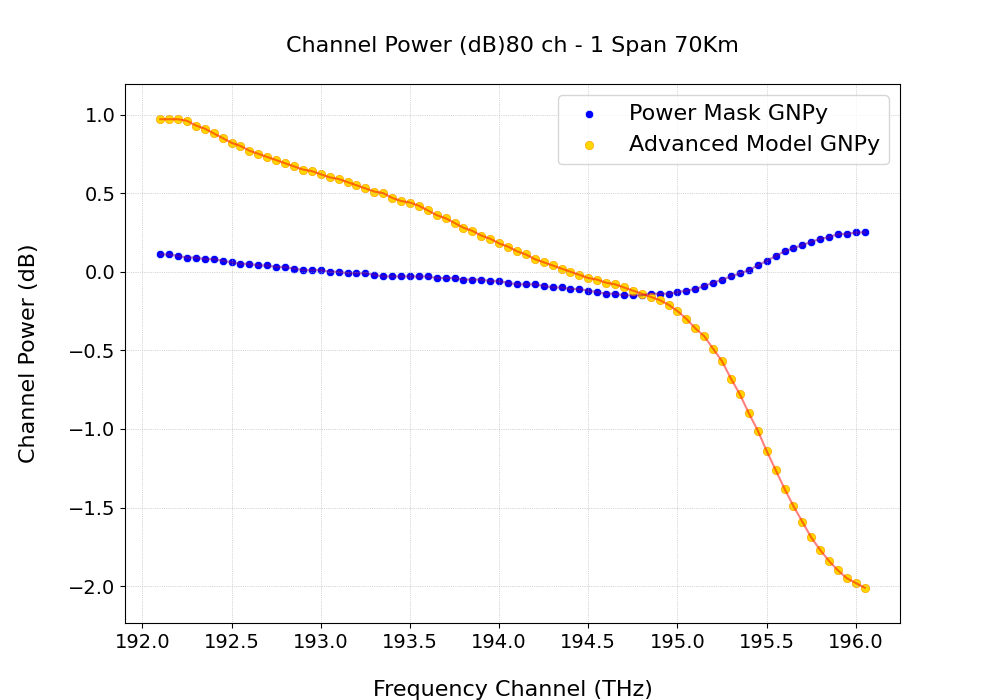 Channel Power (dB)80 ch - 1 Span 70Km
Power Mask GNPy
Advanced Model GNPy
Channel Power (dB)
1.0
0.5
0.0
−0.5
−1.0
−1.5
−2.0
192.0 192.5 193.0 193.5 194.0 194.5 195.0 195.5 196.0
Frequency Channel (THz)